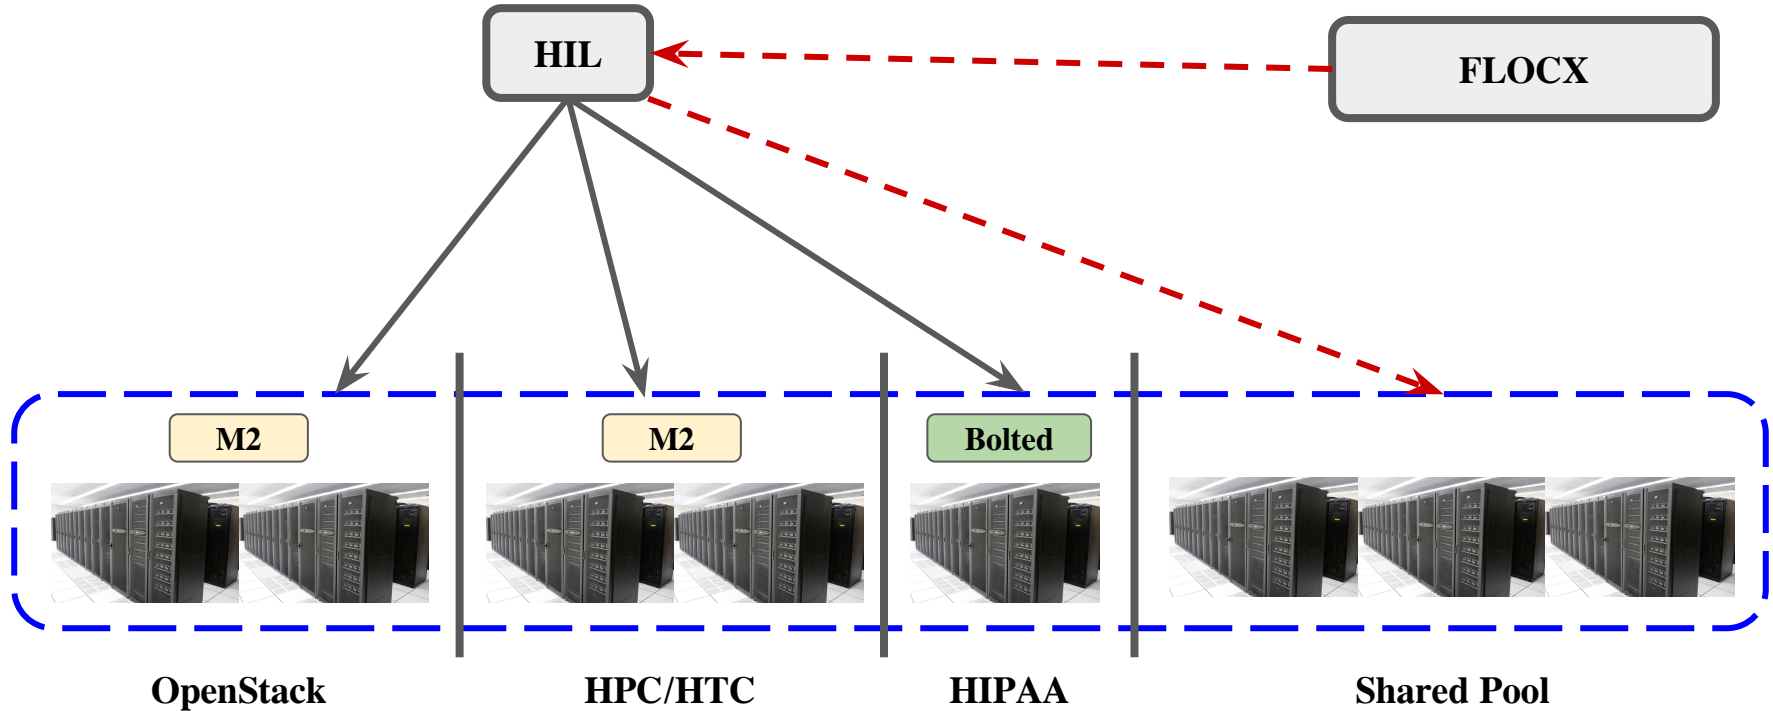 HIL
FLOCX
M2
M2
Bolted
OpenStack
HPC/HTC
HIPAA
Shared Pool